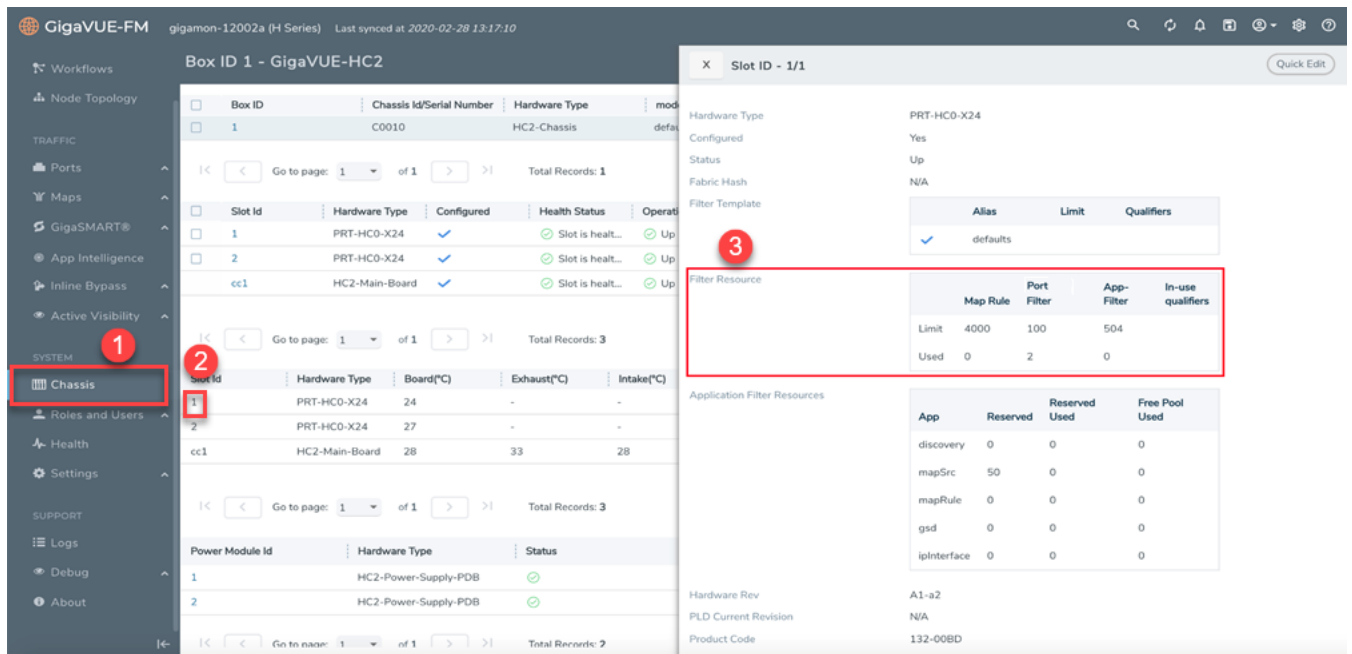 GigaVUE-FM gigamon-12002a (H Series) Last synced at 2020-02-28 13:17:10
Workflows
Node Topology
TRAFFIC
Ports
Maps
GigaSMART®
App Intelligence
Inline Bypass
Active Visibility
1
SYSTEM
Chassis
Roles and Users
Health
Settings
SUPPORT
Logs
Debug
About
Box ID 1 - GigaVUE-HC2
Box ID Chassis Id/Serial Number Hardware Type mode
1 C0010 HC2-Chassis defau
Go to page: 1 of 1 Total Records: 1
Slot Id Hardware Type Configured Health Status Operati
1 PRT-HC0-X24 Slot is healt... Up
2 PRT-HC0-X24 Slot is healt... Up
cc1 HC2-Main-Board Slot is healt... Up
Go to page: 1 of 1 Total Records: 3
2
Slot Id Hardware Type Board(°C) Exhaust(°C) Intake(°C)
1 PRT-HC0-X24 24 - -
2 PRT-HC0-X24 27 - -
cc1 HC2-Main-Board 28 33 28
Go to page: 1 of 1 Total Records: 3
Power Module Id Hardware Type Status
1 HC2-Power-Supply-PDB
2 HC2-Power-Supply-PDB
Go to page: 1 of 1 Total Records: 2
X Slot ID - 1/1 Quick Edit
Hardware Type PRT-HC0-X24
Configured Yes
Status Up
Fabric Hash N/A
Filter Template
Alias Limit Qualifiers
defaults
3
Filter Resource
Map Rule Port Filter App-Filter In-use qualifiers
Limit 4000 100 504
Used 0 2 0
Application Filter Resources
App Reserved Reserved Used Free Pool Used
discovery 0 0 0
mapSrc 50 0 0
mapRule 0 0 0
gsd 0 0 0
ipInterface 0 0 0
Hardware Rev A1-a2
PLD Current Revision N/A
Product Code 132-00BD